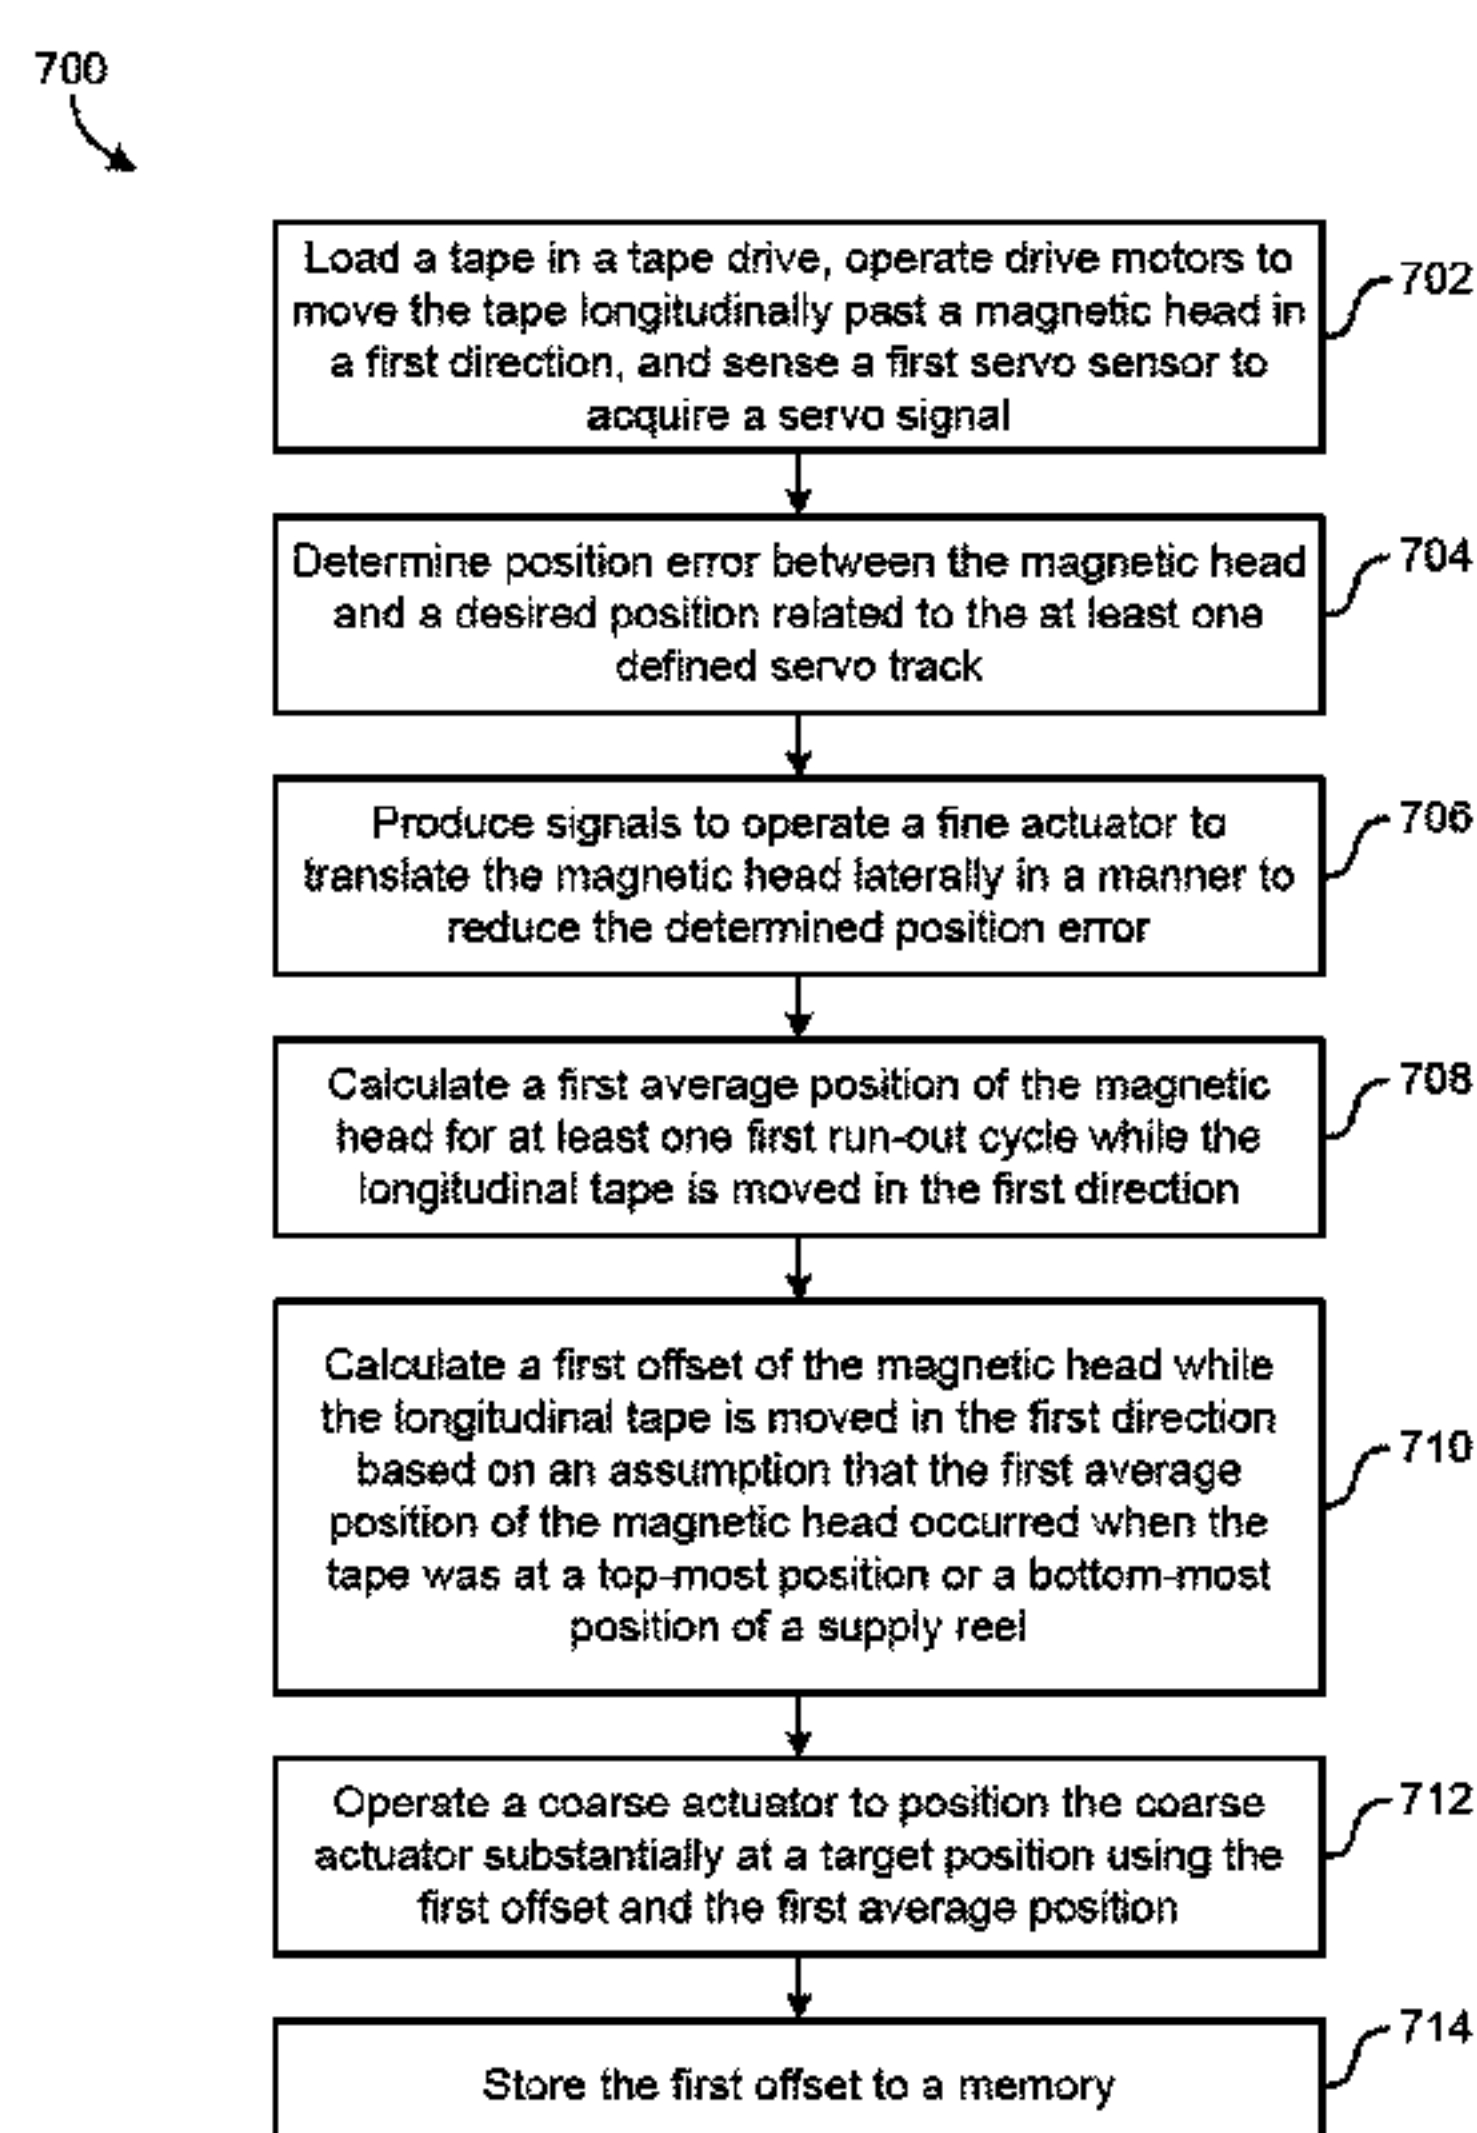 700
Load a tape in a tape drive, operate drive motors to
move the tape longitudinally past a magnetic head in
a first direction, and sense a first servo sensor to
acquire a servo signal
702
Determine position error between the magnetic head
and a desired position related to the at least one
defined servo track
704
Produce signals to operate a fine actuator to
translate the magnetic head laterally in a manner to
reduce the determined position error
706
Calculate a first average position of the magnetic
head for at least one first run-out cycle while the
longitudinal tape is moved in the first direction
708
Calculate a first offset of the magnetic head while
the longitudinal tape is moved in the first direction
based on an assumption that the first average
position of the magnetic head occurred when the
tape was at a top-most position or a bottom-most
position of a supply reel
710
Operate a coarse actuator to position the coarse
actuator substantially at a target position using the
first offset and the first average position
712
Store the first offset to a memory
714